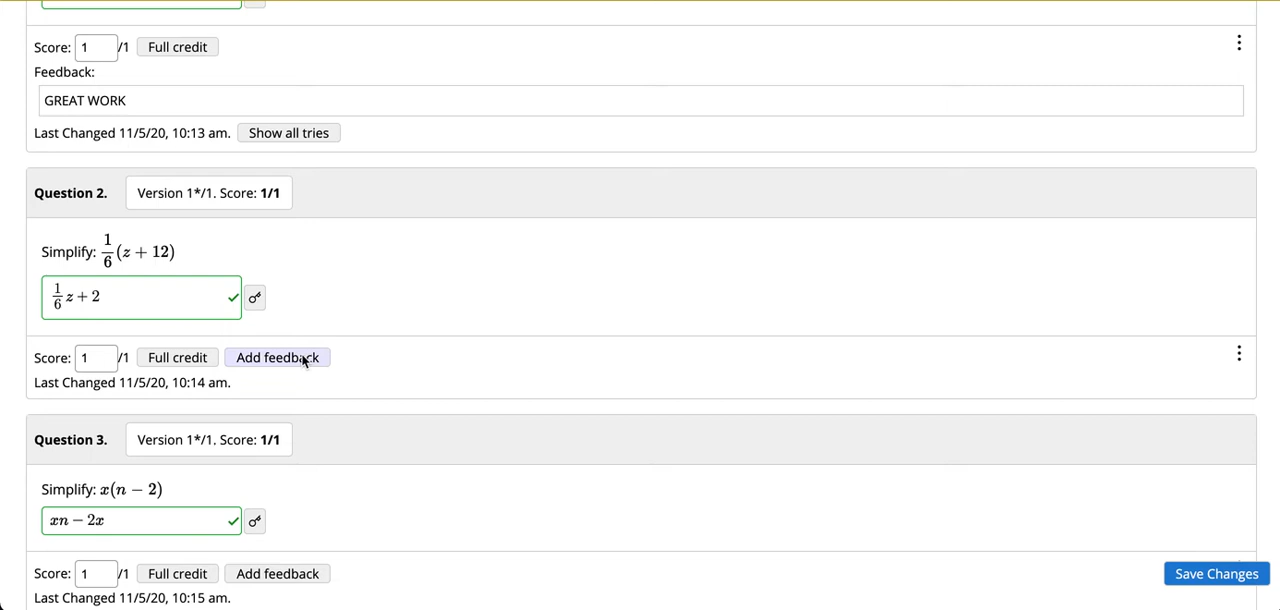 Score: 1 /1 Full credit
Feedback:
GREAT WORK
Last Changed 11/5/20, 10:13 am. Show all tries
Question 2. Version 1*/1. Score: 1/1
Simplify: \frac{1}{6}(z + 12)
\frac{1}{6}z + 2
Score: 1 /1 Full credit Add feedback
Last Changed 11/5/20, 10:14 am.
Question 3. Version 1*/1. Score: 1/1
Simplify: x(n − 2)
xn − 2x
Score: 1 /1 Full credit Add feedback Save Changes
Last Changed 11/5/20, 10:15 am.